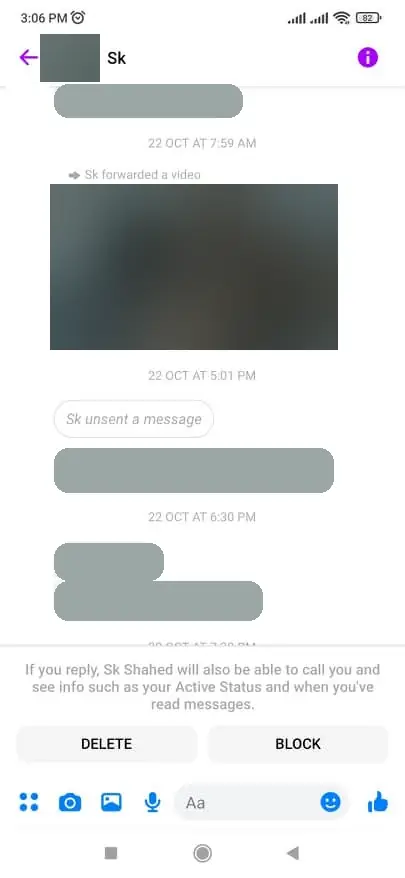 3:06 PM
82
Sk
22 OCT AT 7:59 AM
Sk forwarded a video
22 OCT AT 5:01 PM
Sk unsent a message
22 OCT AT 6:30 PM
If you reply, Sk Shahed will also be able to call you and
see info such as your Active Status and when you've
read messages.
DELETE
BLOCK
Aa